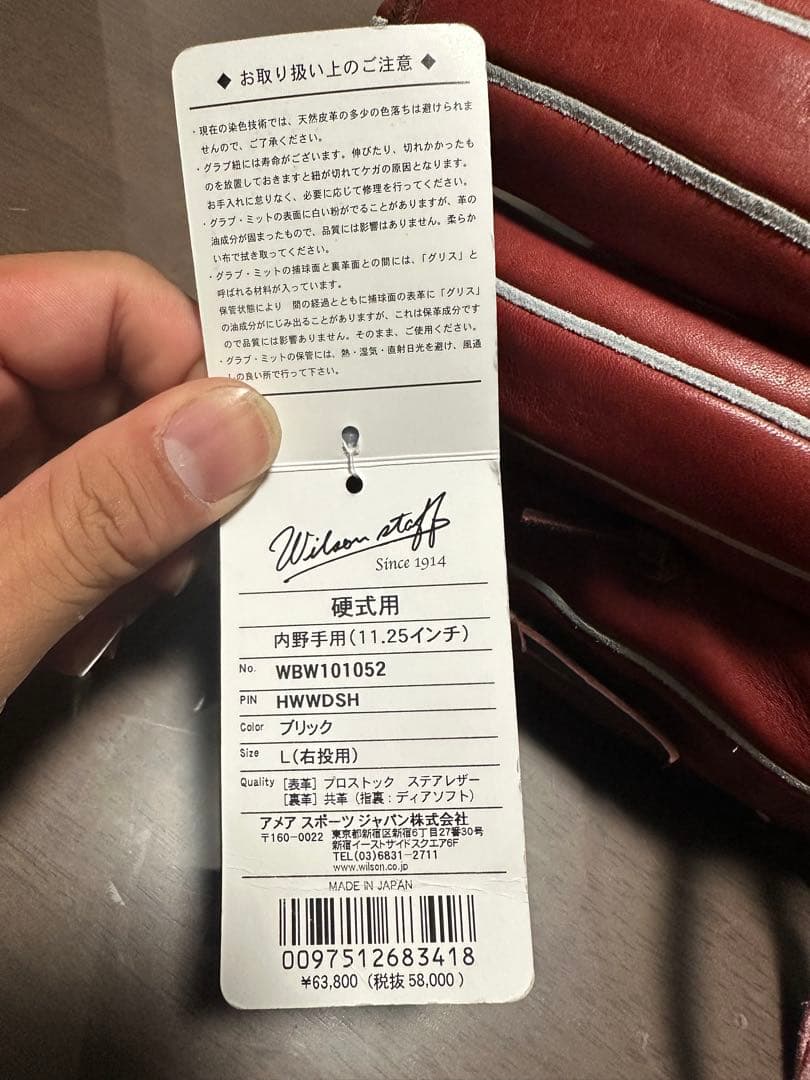 ◆ お取り扱い上のご注意 ◆
・現在の染色技術では、天然皮革の多少の色落ちは避けられま
せんので、ご了承ください。
・グラブ紐には寿命がございます。伸びたり、切れかかったも
のを放置しておきますと紐が切れてケガの原因となります。
お手入れに怠りなく、必要に応じて修理を行ってください。
・グラブ・ミットの表面に白い粉がでることがありますが、革の
油成分が固まったもので、品質には影響はありません。柔らか
い布で拭き取ってください。
・グラブ・ミットの捕球面と裏革面との間には、「グリス」と
呼ばれる材料が入っています。
保管状態により 間の経過とともに捕球面の表革に「グリス」
の油成分がにじみ出ることがありますが、これは保革成分です
ので品質には影響ありません。そのまま、ご使用ください。
・グラブ・ミットの保管には、熱・湿気・直射日光を避け、風通
しの良い所で行って下さい。
Wilson staff
Since 1914
硬式用
内野手用(11.25インチ)
No. WBW101052
PIN HWWDSH
Color ブリック
Size L(右投用)
Quality [表革] プロストック ステアレザー
[裏革] 共革 (指裏:ディアソフト)
アメア スポーツ ジャパン株式会社
〒160-0022 東京都新宿区新宿6丁目27番30号
新宿イーストサイドスクエア6F
TEL(03)6831-2711
www.wilson.co.jp
MADE IN JAPAN
0097512683418
¥63,800 (税抜 58,000)